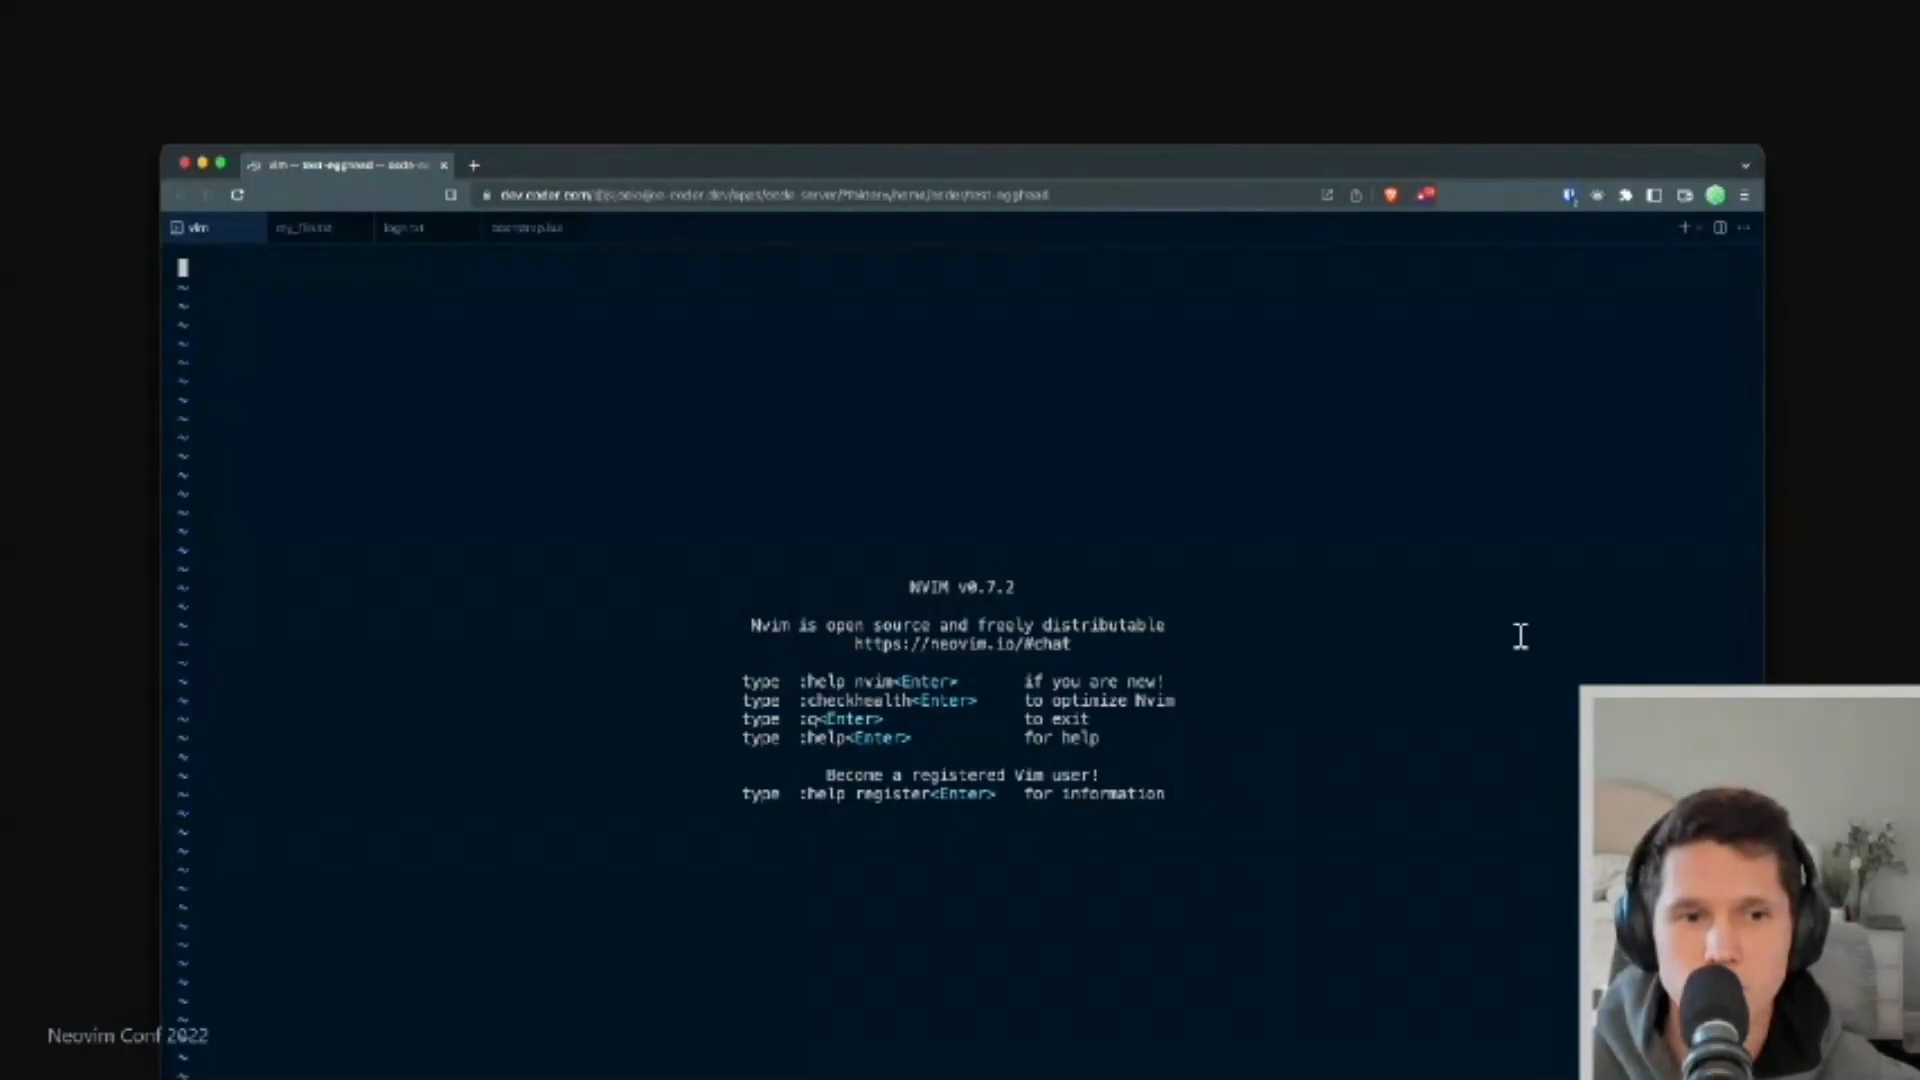 vim
NVIM v0.7.2
Nvim is open source and freely distributable
https://neovim.io/#chat
type :help nvim<Enter> if you are new!
type :checkhealth<Enter> to optimize Nvim
type :q<Enter> to exit
type :help<Enter> for help
Become a registered Vim user!
type :help register<Enter> for information
Neovim Conf 2022